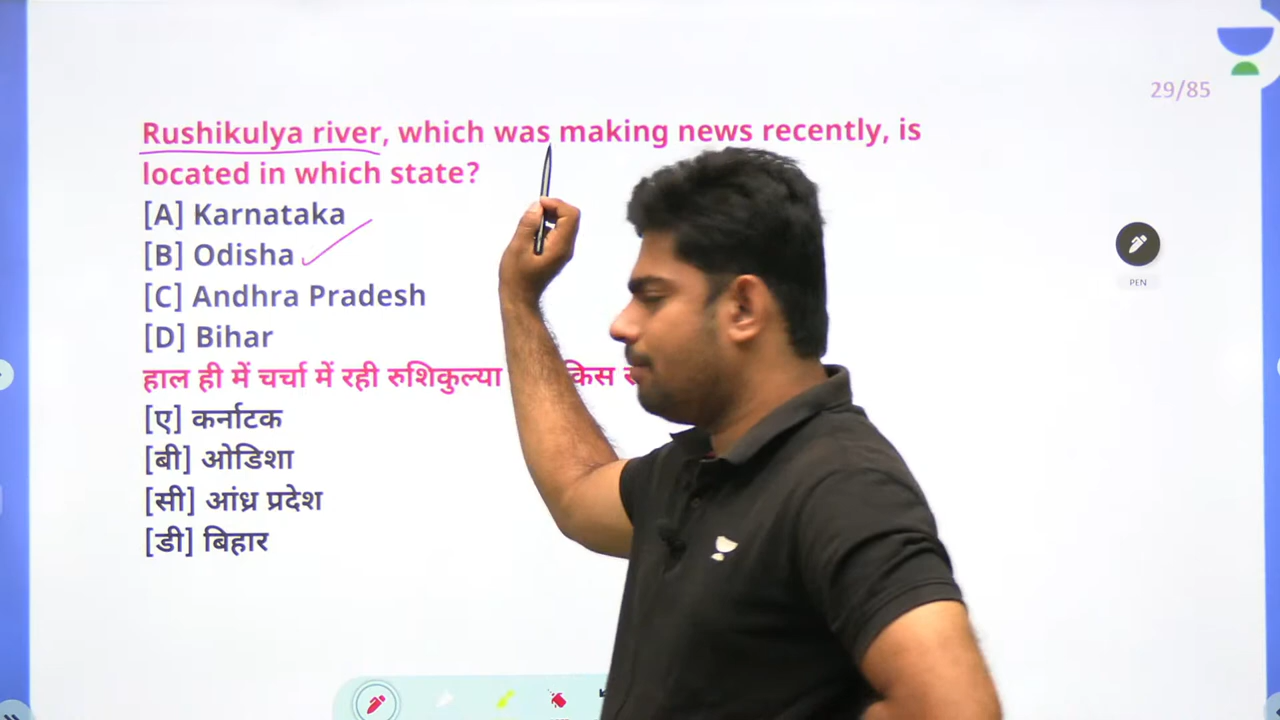 29/85
Rushikulya river, which was making news recently, is
located in which state?
[A] Karnataka
[B] Odisha
[C] Andhra Pradesh
[D] Bihar
PEN
हाल ही में चर्चा में रही रुशिकुल्या किस
[ए] कर्नाटक
[बी] ओडिशा
[सी] आंध्र प्रदेश
[डी] बिहार